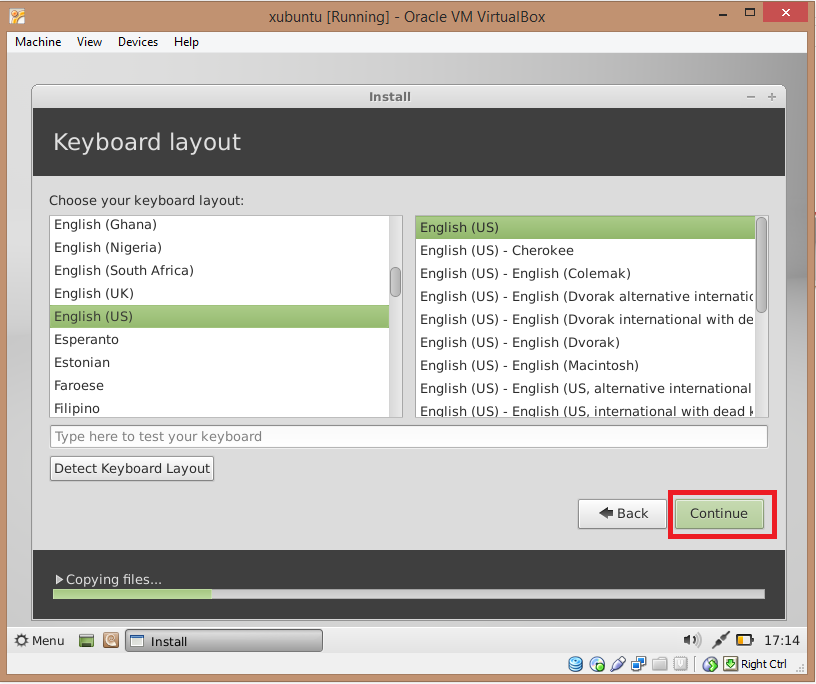 xubuntu [Running] - Oracle VM VirtualBox
Machine View Devices Help
Install
Keyboard layout
Choose your keyboard layout:
English (Ghana)
English (Nigeria)
English (South Africa)
English (UK)
English (US)
Esperanto
Estonian
Faroese
Filipino
English (US)
English (US) - Cherokee
English (US) - English (Colemak)
English (US) - English (Dvorak alternative internatic
English (US) - English (Dvorak international with de
English (US) - English (Dvorak)
English (US) - English (Macintosh)
English (US) - English (US, alternative international
English (US) - English (US, international with dead k
Type here to test your keyboard
Detect Keyboard Layout
Back Continue
Copying files...
Menu Install 17:14
Right Ctrl